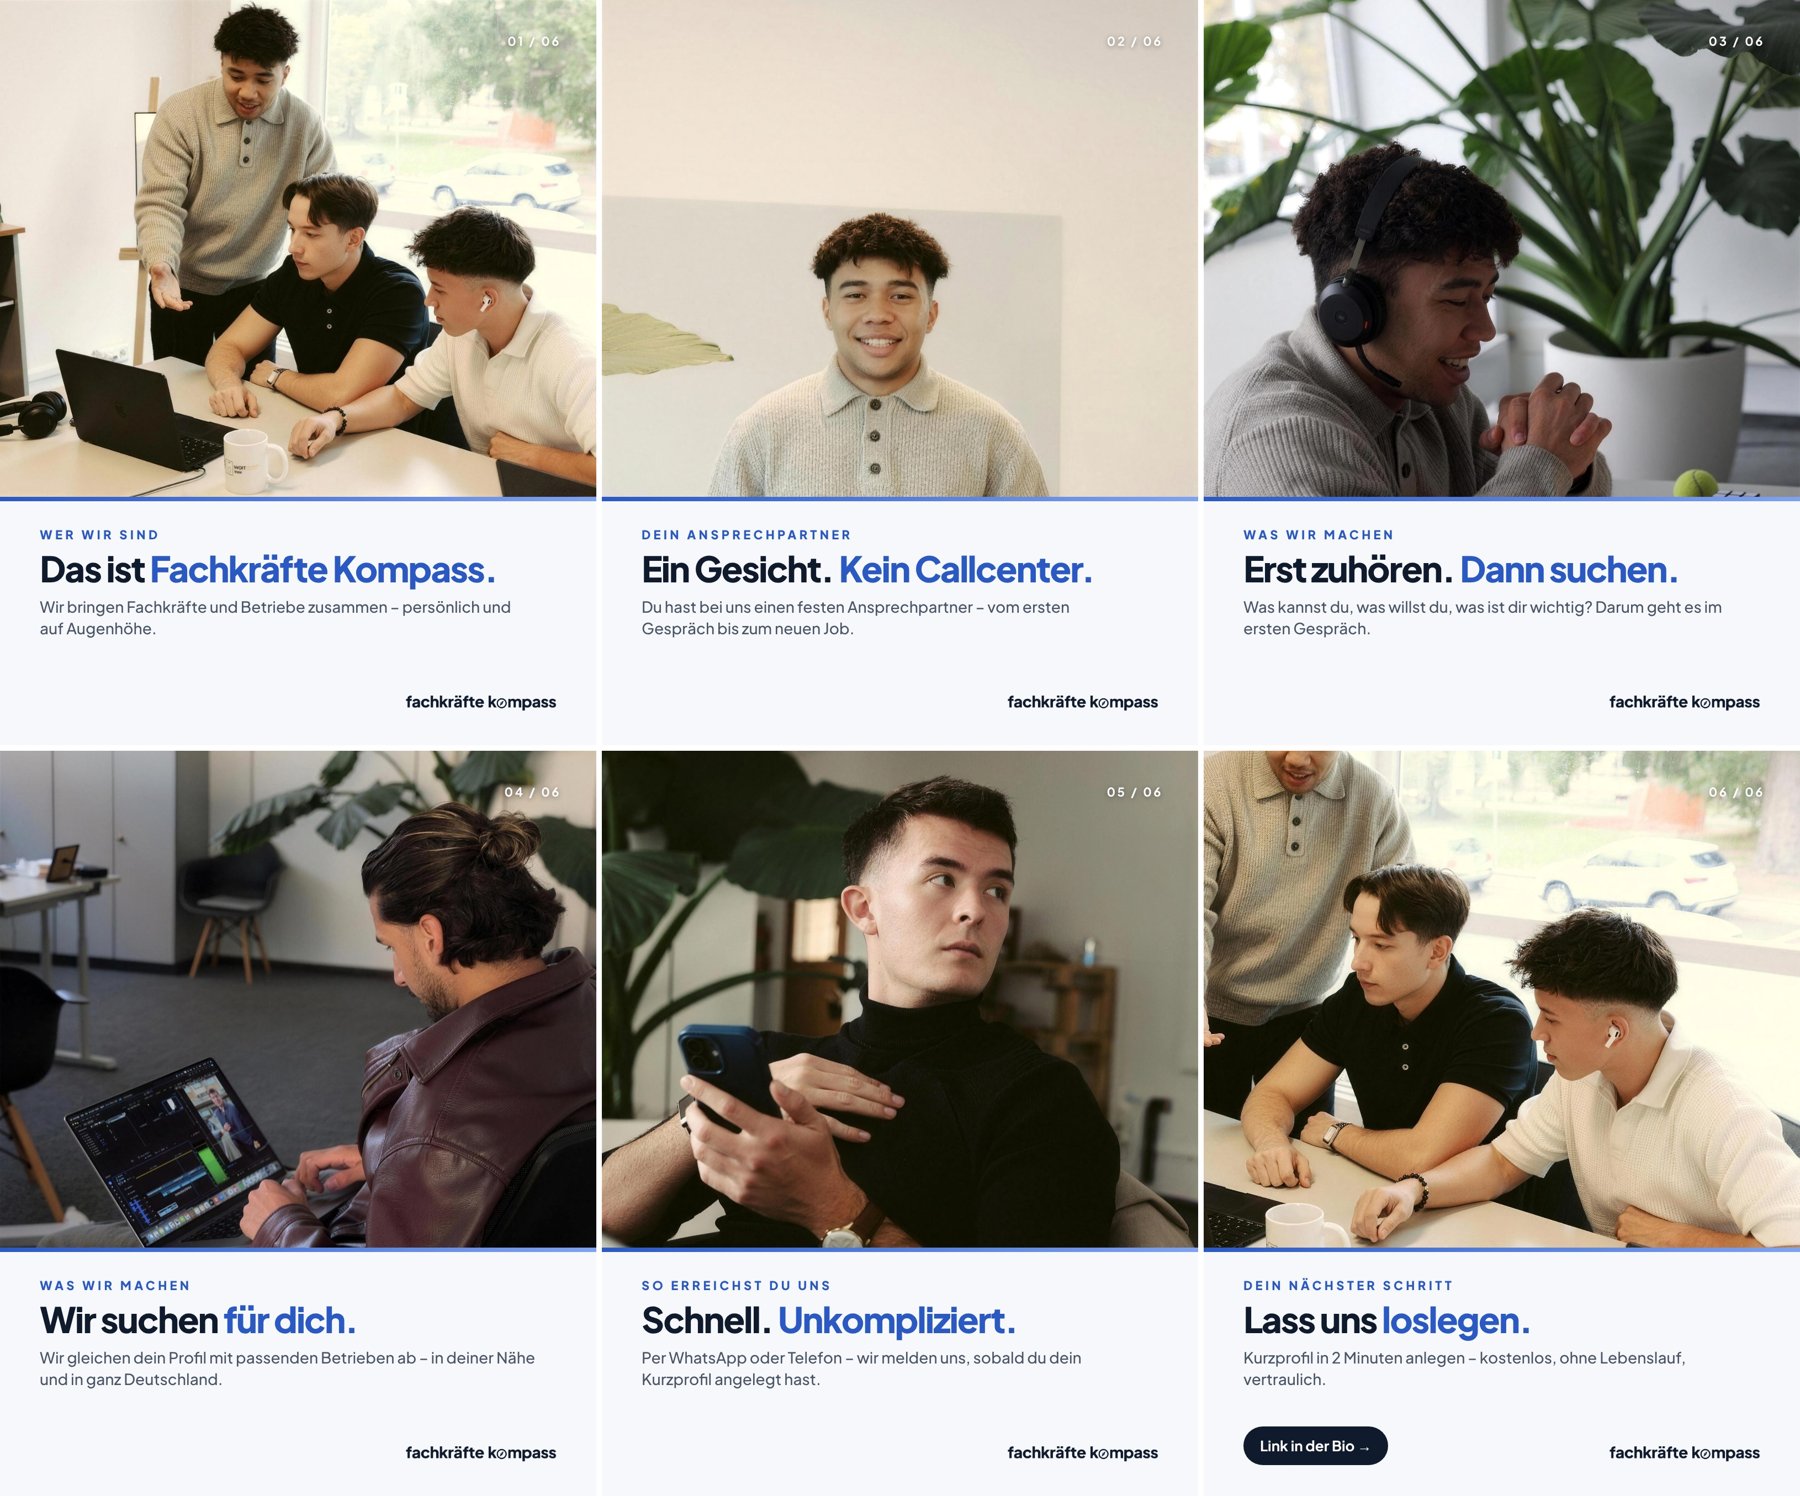 01 / 06
WER WIR SIND
Das ist Fachkräfte Kompass.
Wir bringen Fachkräfte und Betriebe zusammen – persönlich und
auf Augenhöhe.
fachkräfte kompass
02 / 06
DEIN ANSPRECHPARTNER
Ein Gesicht. Kein Callcenter.
Du hast bei uns einen festen Ansprechpartner – vom ersten
Gespräch bis zum neuen Job.
fachkräfte kompass
03 / 06
WAS WIR MACHEN
Erst zuhören. Dann suchen.
Was kannst du, was willst du, was ist dir wichtig? Darum geht es im
ersten Gespräch.
fachkräfte kompass
04 / 06
WAS WIR MACHEN
Wir suchen für dich.
Wir gleichen dein Profil mit passenden Betrieben ab – in deiner Nähe
und in ganz Deutschland.
fachkräfte kompass
05 / 06
SO ERREICHST DU UNS
Schnell. Unkompliziert.
Per WhatsApp oder Telefon – wir melden uns, sobald du dein
Kurzprofil angelegt hast.
fachkräfte kompass
06 / 06
DEIN NÄCHSTER SCHRITT
Lass uns loslegen.
Kurzprofil in 2 Minuten anlegen – kostenlos, ohne Lebenslauf,
vertraulich.
Link in der Bio →
fachkräfte kompass